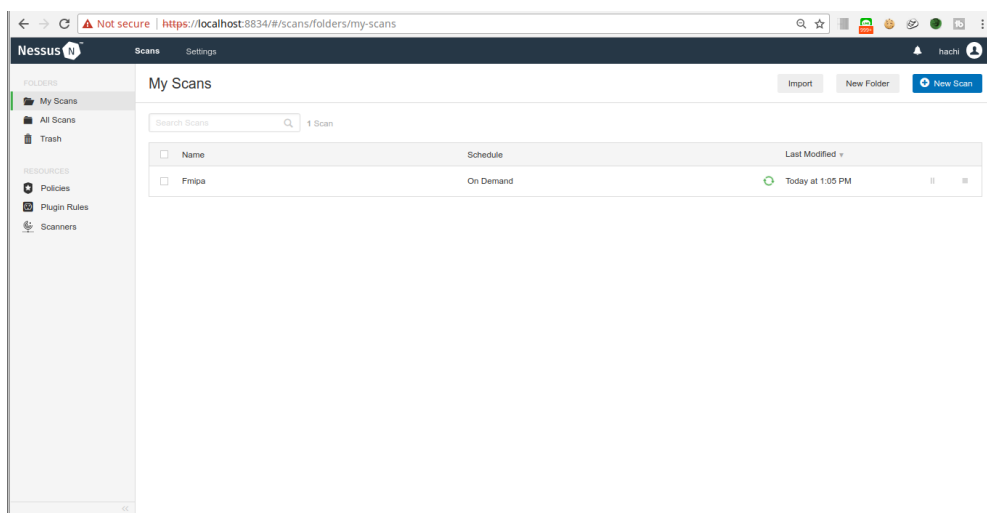 Not secure | https://localhost:8834/#/scans/folders/my-scans
Nessus N Scans Settings hachi
FOLDERS
My Scans
All Scans
Trash
RESOURCES
Policies
Plugin Rules
Scanners
My Scans
Import New Folder New Scan
Search Scans 1 Scan
Name Schedule Last Modified
Fmipa On Demand Today at 1:05 PM